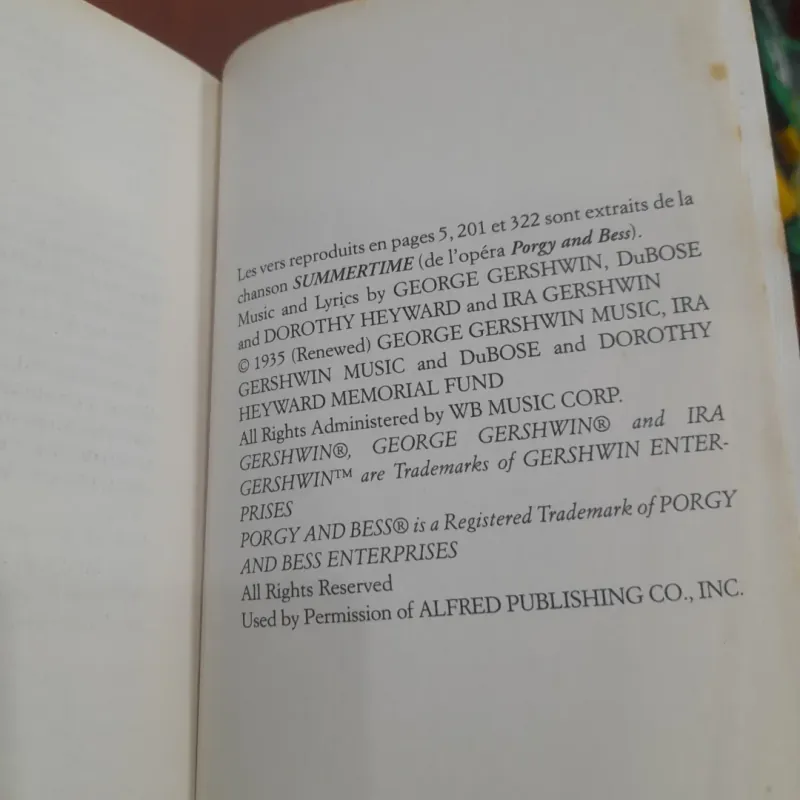 Les vers reproduits en pages 5, 201 et 322 sont extraits de la
chanson SUMMERTIME (de l'opéra Porgy and Bess).
Music and Lyrics by GEORGE GERSHWIN, DuBOSE
and DOROTHY HEYWARD and IRA GERSHWIN
© 1935 (Renewed) GEORGE GERSHWIN MUSIC, IRA
GERSHWIN MUSIC and DuBOSE and DOROTHY
HEYWARD MEMORIAL FUND
All Rights Administered by WB MUSIC CORP.
GERSHWIN®, GEORGE GERSHWIN® and IRA
GERSHWIN™ are Trademarks of GERSHWIN ENTER-
PRISES
PORGY AND BESS® is a Registered Trademark of PORGY
AND BESS ENTERPRISES
All Rights Reserved
Used by Permission of ALFRED PUBLISHING CO., INC.